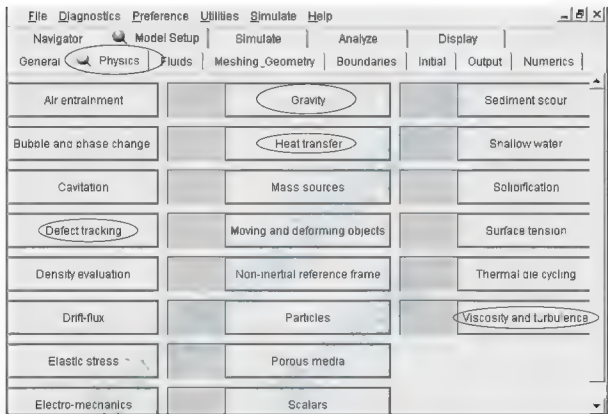 File Diagnostics Preference Utilities Simulate Help
Navigator Model Setup Simulate Analyze Display
General Physics Fluids Meshing_Geometry Boundaries Initial Output Numerics
Air entrainment Gravity Sediment scour
Bubble and phase change Heat transfer Shallow water
Cavitation Mass sources Solidification
Defect tracking Moving and deforming objects Surface tension
Density evaluation Non-inertial reference frame Thermal die cycling
Drift-flux Particles Viscosity and turbulence
Elastic stress Porous media
Electro-mechanics Scalars